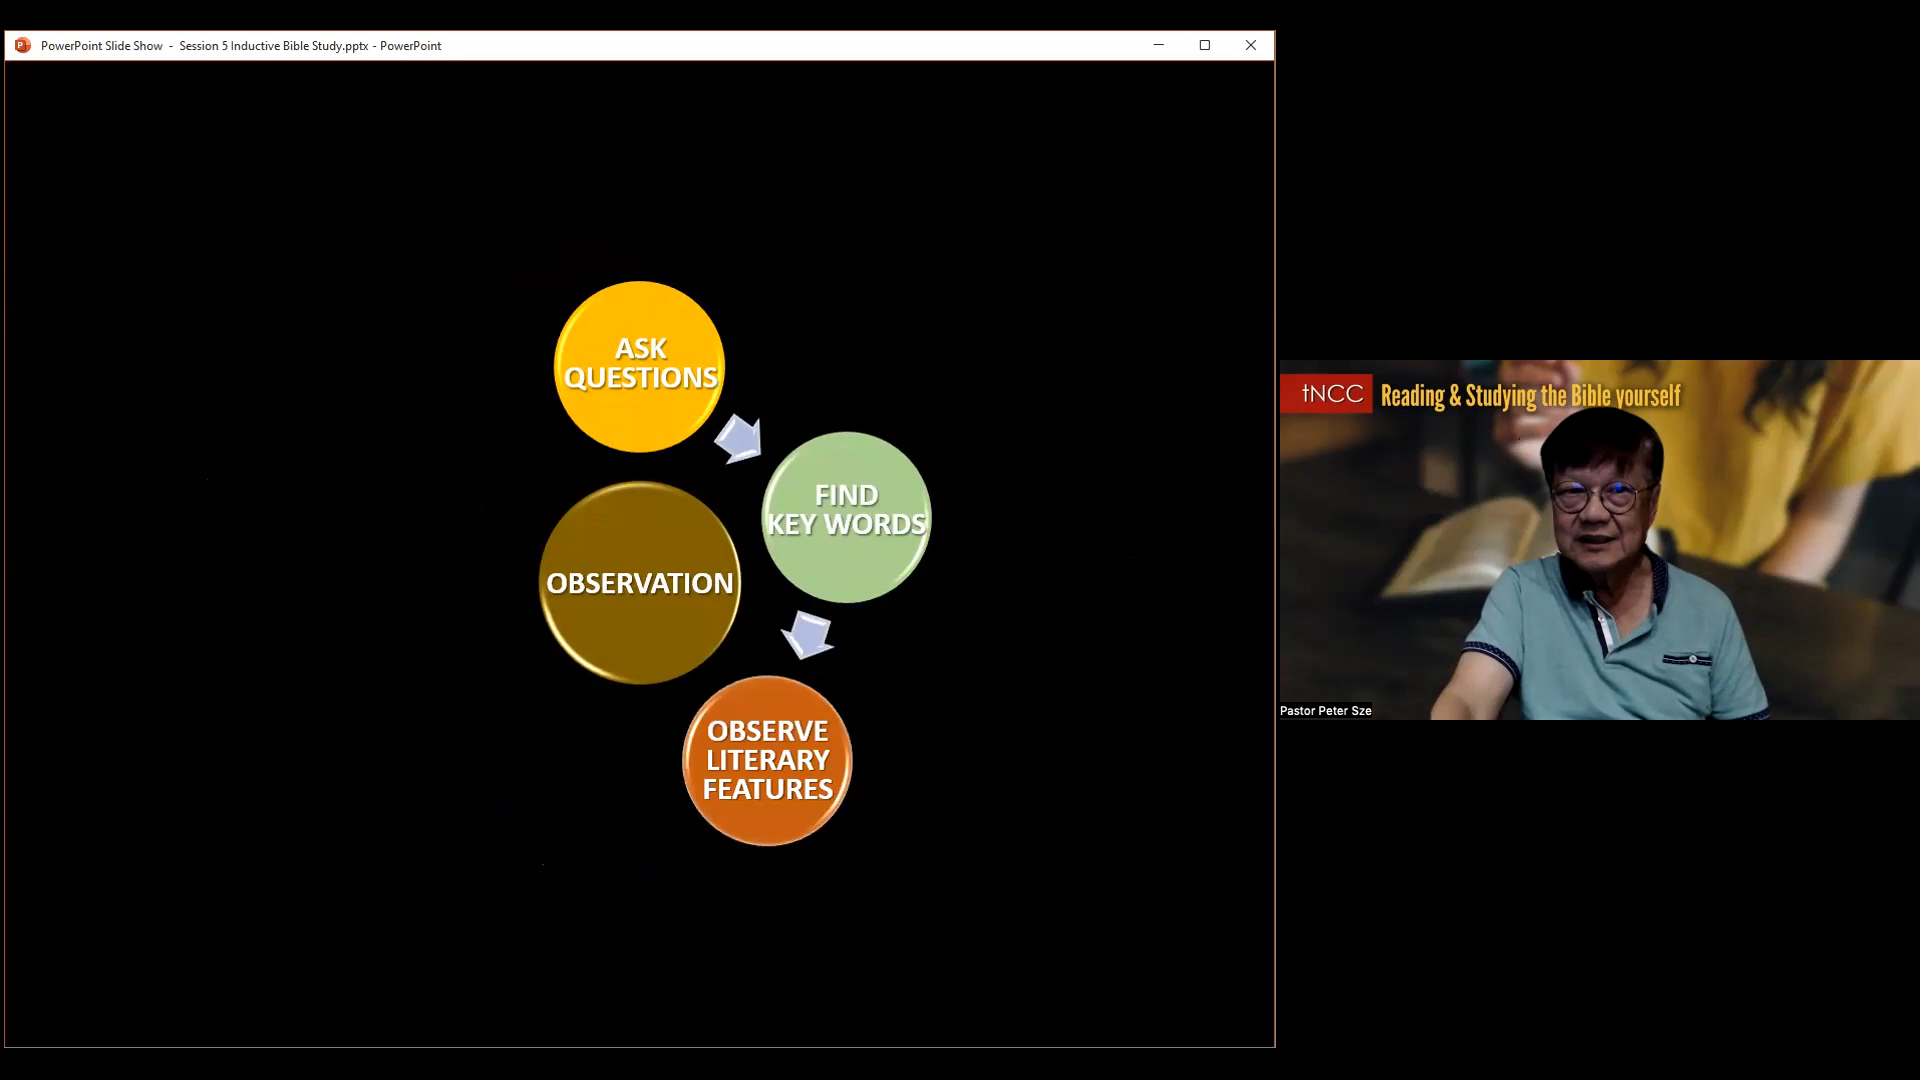 PowerPoint Slide Show - Session 5 Inductive Bible Study.pptx - PowerPoint
ASK
QUESTIONS
FIND
KEY WORDS
OBSERVATION
OBSERVE
LITERARY
FEATURES
tNCC Reading & Studying the Bible yourself
Pastor Peter Sze